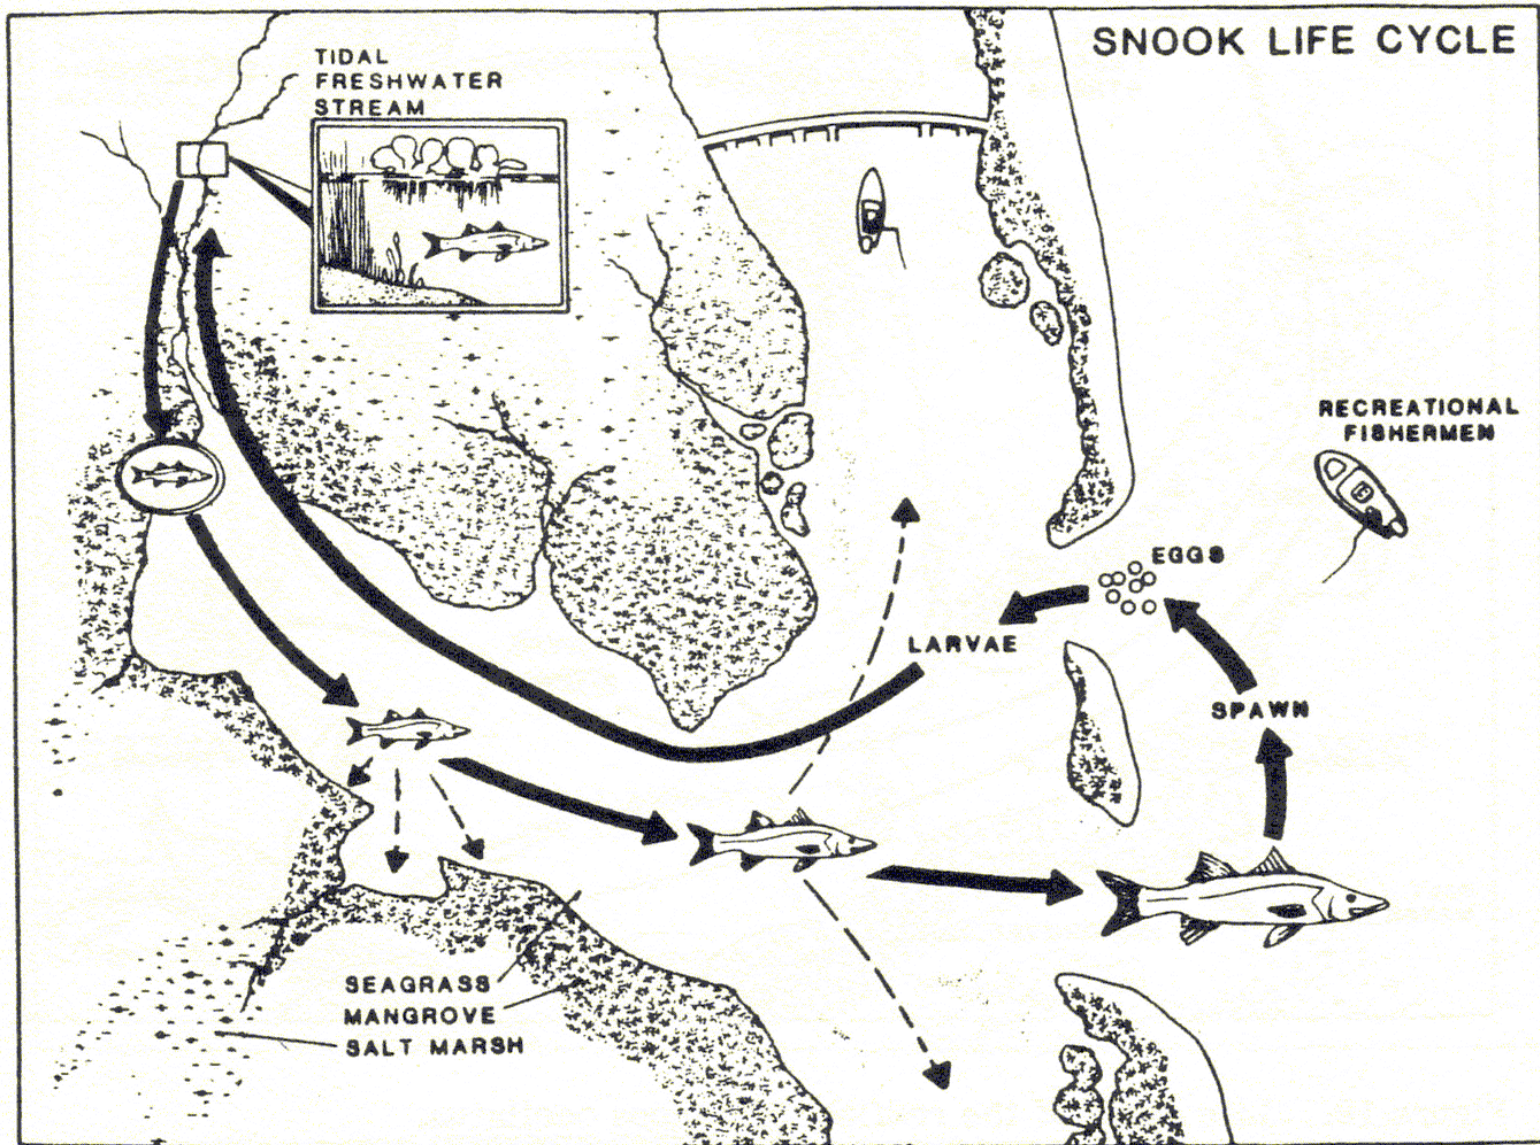 SNOOK LIFE CYCLE
TIDAL
FRESHWATER
STREAM
RECREATIONAL
FISHERMEN
EGGS
LARVAE
SPAWN
SEAGRASS
MANGROVE
SALT MARSH